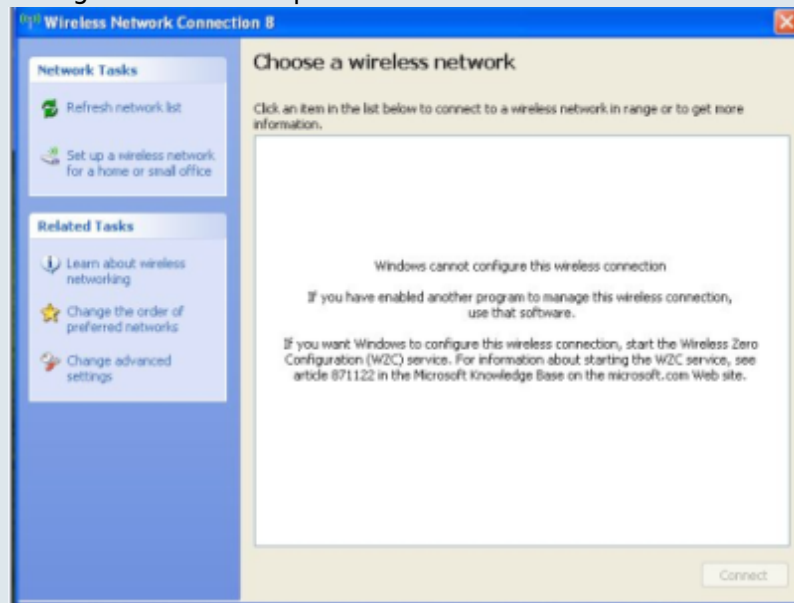 Wireless Network Connection 8
Network Tasks
Refresh network list
Set up a wireless network
for a home or small office
Related Tasks
Learn about wireless
networking
Change the order of
preferred networks
Change advanced
settings
Choose a wireless network
Click an item in the list below to connect to a wireless network in range or to get more
information.
Windows cannot configure this wireless connection
If you have enabled another program to manage this wireless connection,
use that software.
If you want Windows to configure this wireless connection, start the Wireless Zero
Configuration (WZC) service. For information about starting the WZC service, see
article 871122 in the Microsoft Knowledge Base on the microsoft.com Web site.
Connect